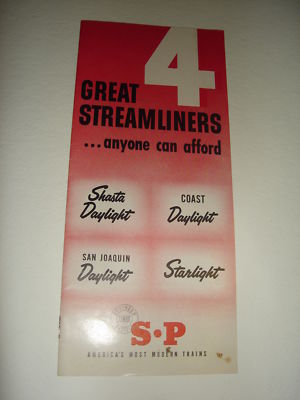 4
GREAT
STREAMLINERS
...anyone can afford
Shasta
Daylight
COAST
Daylight
SAN JOAQUIN
Daylight
Starlight
S·P
AMERICA'S MOST MODERN TRAINS